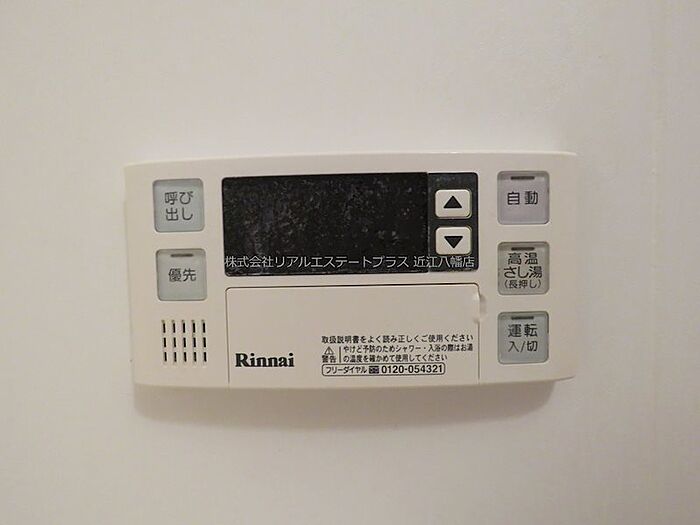 呼び
出し
優先
▲
▼
自動
高温
さし湯
(長押し)
運転
入/切
株式会社リアルエステートプラス 近江八幡店
Rinnai
取扱説明書をよく読み正しくご使用ください
警告
やけど予防のためシャワー・入浴の際はお湯
の温度を確かめて使用してください
フリーダイヤル 0120-054321